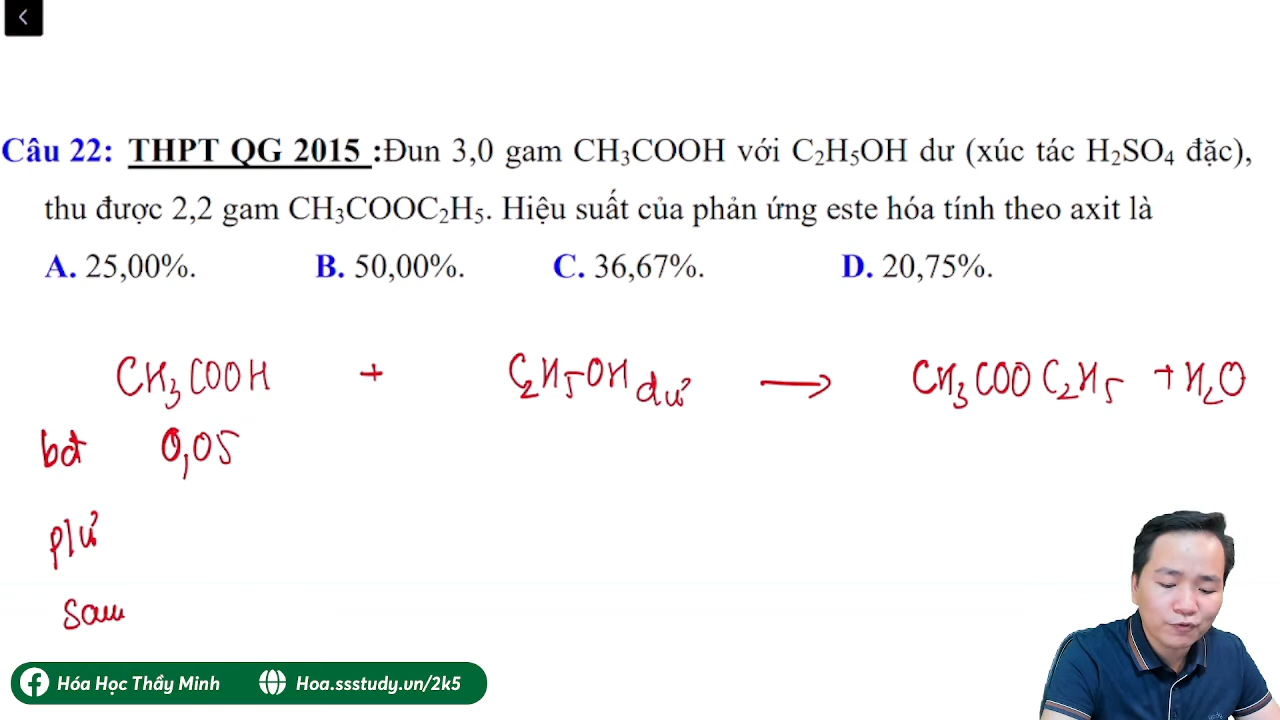 Câu 22: THPT QG 2015 :Đun 3,0 gam CH₃COOH với C₂H₅OH dư (xúc tác H₂SO₄ đặc),
thu được 2,2 gam CH₃COOC₂H₅. Hiệu suất của phản ứng este hóa tính theo axit là
A. 25,00%. B. 50,00%. C. 36,67%. D. 20,75%.
CH₃COOH + C₂H₅OH dư → CH₃COOC₂H₅ + H₂O
bđ 0,05
p/ư
sau
Hóa Học Thầy Minh Hoa.ssstudy.vn/2k5